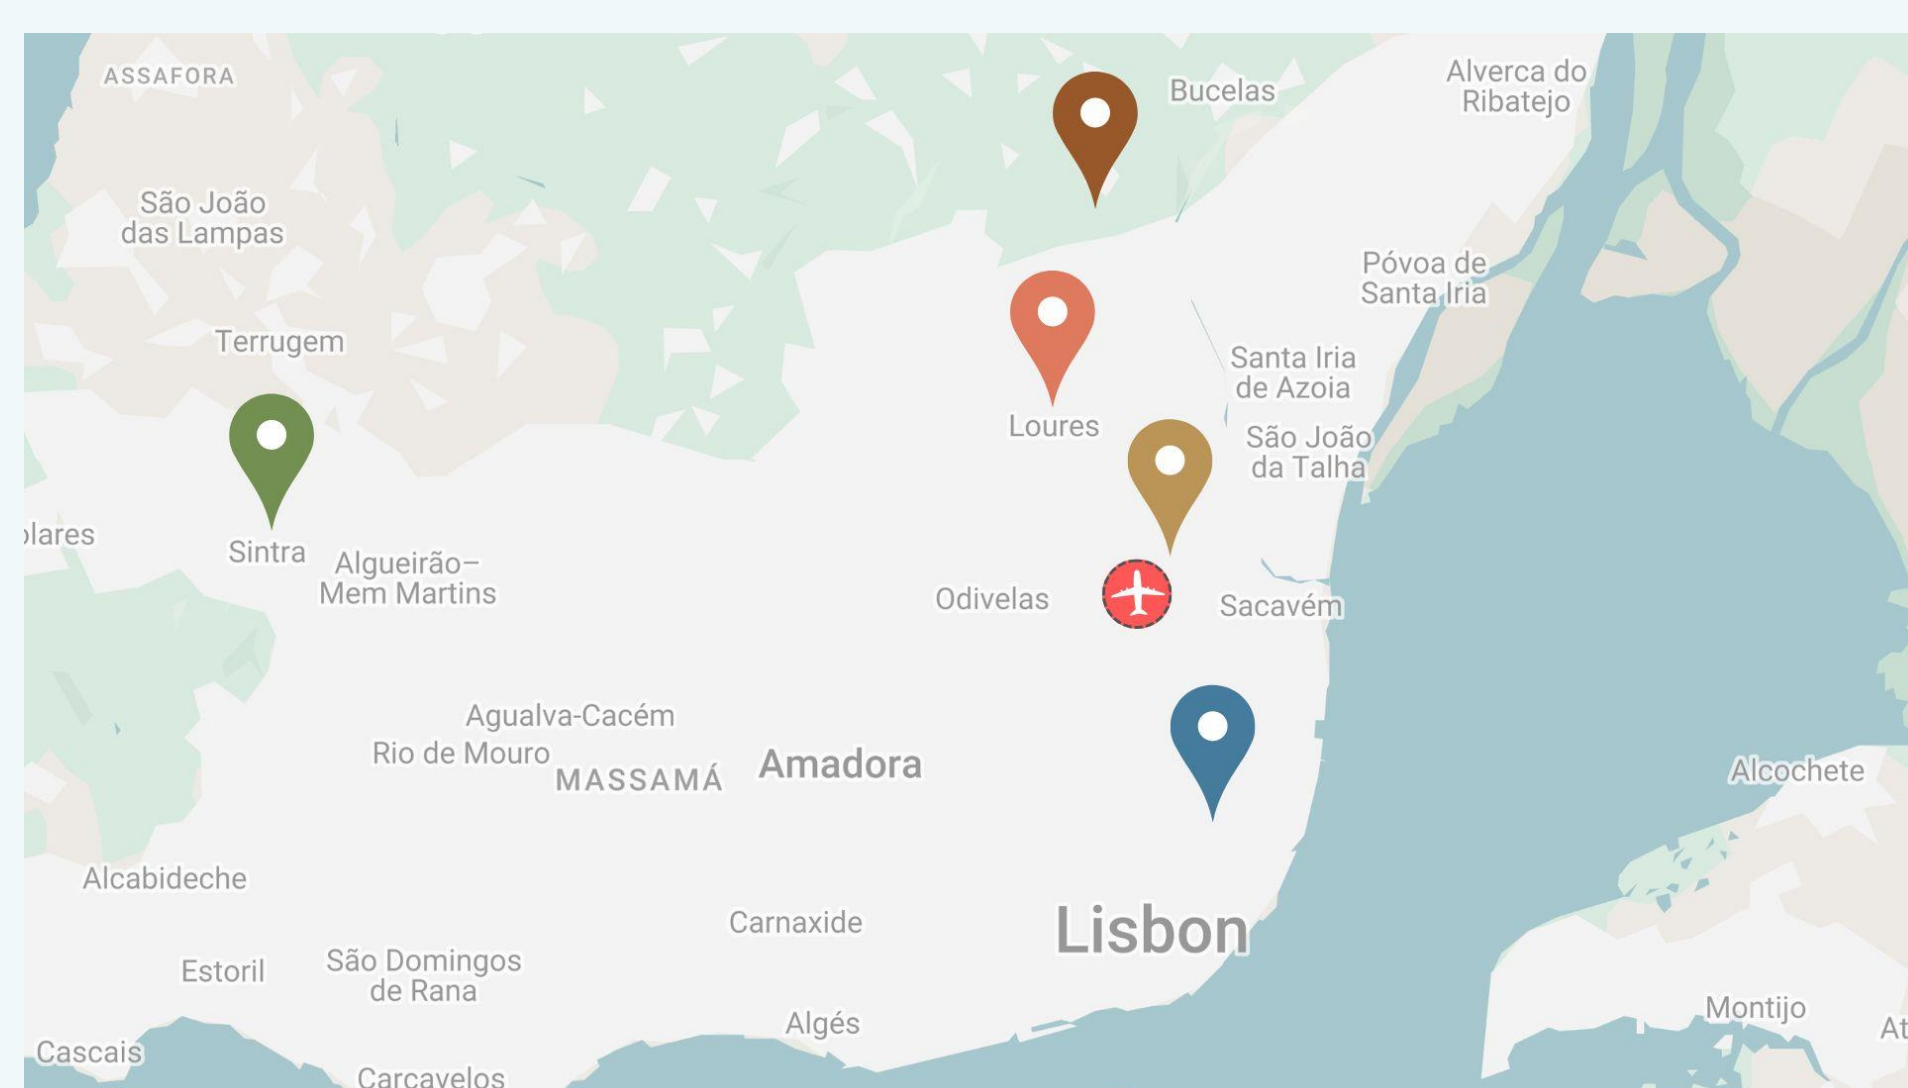 ASSAFORA
Bucelas
Alverca do
Ribatejo
São João
das Lampas
Póvoa de
Santa Iria
Terrugem
Santa Iria
de Azoia
Loures
São João
da Talha
olares
Sintra
Algueirão–
Mem Martins
Odivelas
Sacavém
Agualva-Cacém
Rio de Mouro
MASSAMÁ
Amadora
Alcochete
Alcabideche
Carnaxide
Lisbon
Estoril
São Domingos
de Rana
Montijo
Algés
At
Cascais
Carcavelos